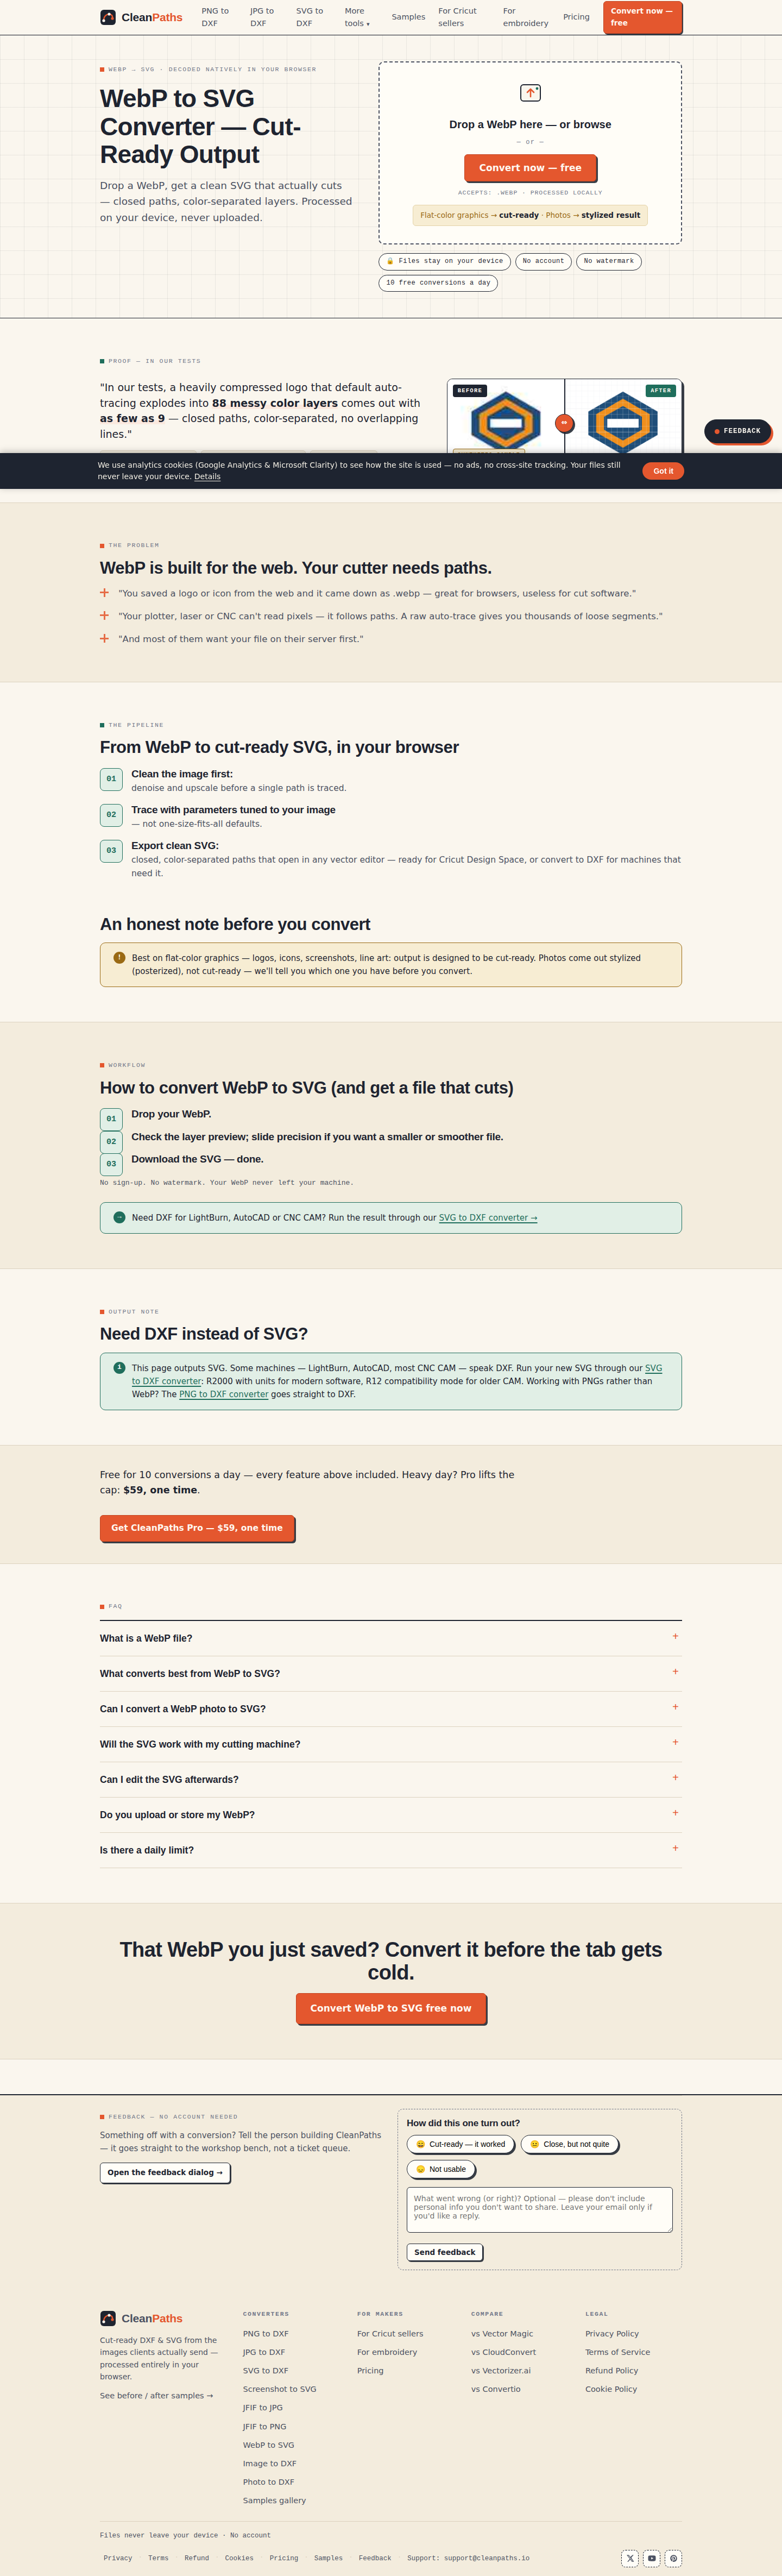 CleanPaths
PNG to DXF
JPG to DXF
SVG to DXF
More tools ▾
Samples
For Cricut sellers
For embroidery
Pricing
Convert now — free
WEBP → SVG · DECODED NATIVELY IN YOUR BROWSER
WebP to SVG
Converter — Cut-
Ready Output
Drop a WebP, get a clean SVG that actually cuts
— closed paths, color-separated layers. Processed
on your device, never uploaded.
Drop a WebP here — or browse
— or —
Convert now — free
ACCEPTS: .WEBP · PROCESSED LOCALLY
Flat-color graphics → cut-ready · Photos → stylized result
🔒 Files stay on your device
No account
No watermark
10 free conversions a day
PROOF — IN OUR TESTS
"In our tests, a heavily compressed logo that default auto-
tracing explodes into 88 messy color layers comes out with
as few as 9 — closed paths, color-separated, no overlapping
lines."
BEFORE
AFTER
FEEDBACK
We use analytics cookies (Google Analytics & Microsoft Clarity) to see how the site is used — no ads, no cross-site tracking. Your files still
never leave your device. Details
Got it
THE PROBLEM
WebP is built for the web. Your cutter needs paths.
"You saved a logo or icon from the web and it came down as .webp — great for browsers, useless for cut software."
"Your plotter, laser or CNC can't read pixels — it follows paths. A raw auto-trace gives you thousands of loose segments."
"And most of them want your file on their server first."
THE PIPELINE
From WebP to cut-ready SVG, in your browser
01
Clean the image first:
denoise and upscale before a single path is traced.
02
Trace with parameters tuned to your image
— not one-size-fits-all defaults.
03
Export clean SVG:
closed, color-separated paths that open in any vector editor — ready for Cricut Design Space, or convert to DXF for machines that
need it.
An honest note before you convert
! Best on flat-color graphics — logos, icons, screenshots, line art: output is designed to be cut-ready. Photos come out stylized
(posterized), not cut-ready — we'll tell you which one you have before you convert.
WORKFLOW
How to convert WebP to SVG (and get a file that cuts)
01
Drop your WebP.
02
Check the layer preview; slide precision if you want a smaller or smoother file.
03
Download the SVG — done.
No sign-up. No watermark. Your WebP never left your machine.
→ Need DXF for LightBurn, AutoCAD or CNC CAM? Run the result through our SVG to DXF converter →
OUTPUT NOTE
Need DXF instead of SVG?
i This page outputs SVG. Some machines — LightBurn, AutoCAD, most CNC CAM — speak DXF. Run your new SVG through our SVG
to DXF converter: R2000 with units for modern software, R12 compatibility mode for older CAM. Working with PNGs rather than
WebP? The PNG to DXF converter goes straight to DXF.
Free for 10 conversions a day — every feature above included. Heavy day? Pro lifts the
cap: $59, one time.
Get CleanPaths Pro — $59, one time
FAQ
What is a WebP file? +
What converts best from WebP to SVG? +
Can I convert a WebP photo to SVG? +
Will the SVG work with my cutting machine? +
Can I edit the SVG afterwards? +
Do you upload or store my WebP? +
Is there a daily limit? +
That WebP you just saved? Convert it before the tab gets
cold.
Convert WebP to SVG free now
FEEDBACK — NO ACCOUNT NEEDED
Something off with a conversion? Tell the person building CleanPaths
— it goes straight to the workshop bench, not a ticket queue.
Open the feedback dialog →
How did this one turn out?
😄 Cut-ready — it worked
😐 Close, but not quite
😞 Not usable
What went wrong (or right)? Optional — please don't include
personal info you don't want to share. Leave your email only if
you'd like a reply.
Send feedback
CleanPaths
Cut-ready DXF & SVG from the
images clients actually send —
processed entirely in your
browser.
See before / after samples →
CONVERTERS
PNG to DXF
JPG to DXF
SVG to DXF
Screenshot to SVG
JFIF to JPG
JFIF to PNG
WebP to SVG
Image to DXF
Photo to DXF
Samples gallery
FOR MAKERS
For Cricut sellers
For embroidery
Pricing
COMPARE
vs Vector Magic
vs CloudConvert
vs Vectorizer.ai
vs Convertio
LEGAL
Privacy Policy
Terms of Service
Refund Policy
Cookie Policy
Files never leave your device · No account
Privacy
Terms
Refund
Cookies
Pricing
Samples
Feedback
Support: support@cleanpaths.io